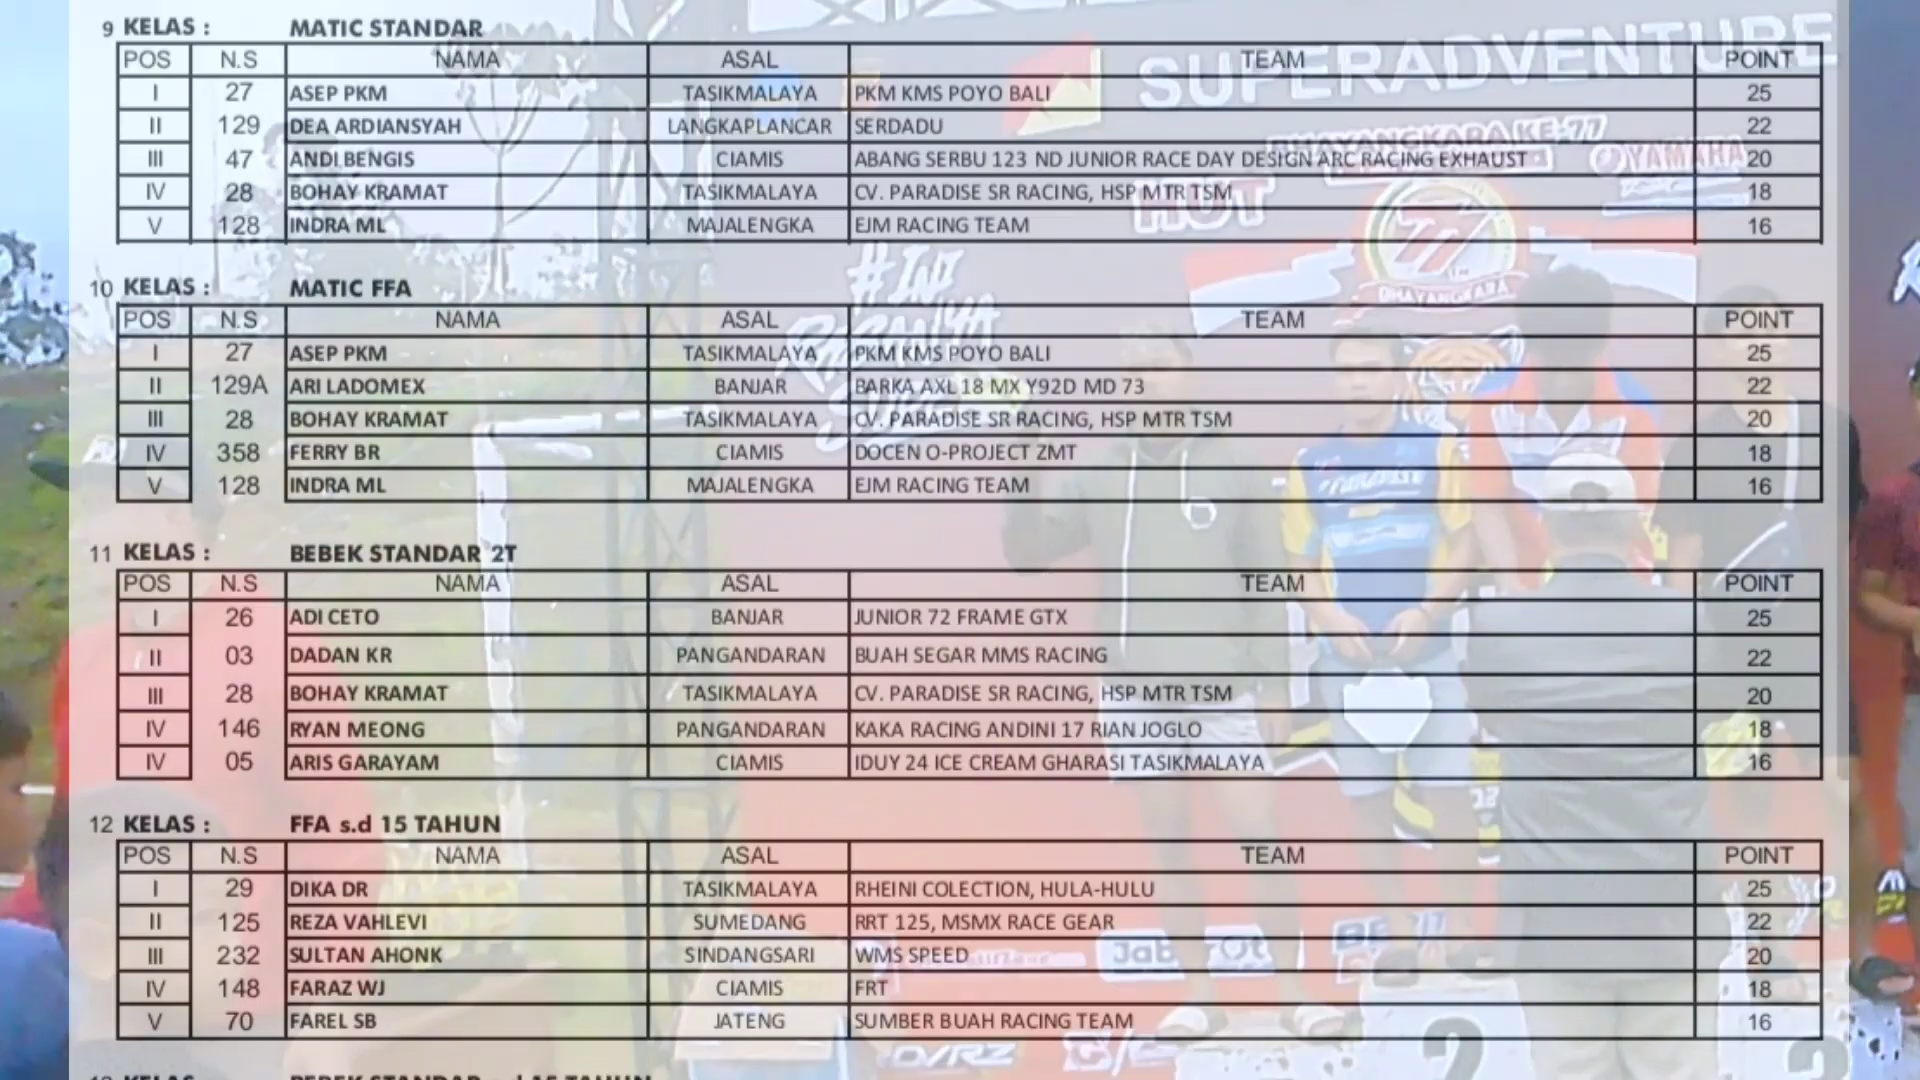 9 KELAS : MATIC STANDAR
POS N.S NAMA ASAL TEAM POINT
I 27 ASEP PKM TASIKMALAYA PKM KMS POYO BALI 25
II 129 DEA ARDIANSYAH LANGKAPLANCAR SERDADU 22
III 47 ANDI BENGIS CIAMIS ABANG SERBU 123 ND JUNIOR RACE DAY DESIGN ARC RACING EXHAUST 20
IV 28 BOHAY KRAMAT TASIKMALAYA CV. PARADISE SR RACING, HSP MTR TSM 18
V 128 INDRA ML MAJALENGKA EJM RACING TEAM 16
10 KELAS : MATIC FFA
POS N.S NAMA ASAL TEAM POINT
I 27 ASEP PKM TASIKMALAYA PKM KMS POYO BALI 25
II 129A ARI LADOMEX BANJAR BARKA AXL 18 MX Y92D MD 73 22
III 28 BOHAY KRAMAT TASIKMALAYA CV. PARADISE SR RACING, HSP MTR TSM 20
IV 358 FERRY BR CIAMIS DOCEN O-PROJECT ZMT 18
V 128 INDRA ML MAJALENGKA EJM RACING TEAM 16
11 KELAS : BEBEK STANDAR 2T
POS N.S NAMA ASAL TEAM POINT
I 26 ADI CETO BANJAR JUNIOR 72 FRAME GTX 25
II 03 DADAN KR PANGANDARAN BUAH SEGAR MMS RACING 22
III 28 BOHAY KRAMAT TASIKMALAYA CV. PARADISE SR RACING, HSP MTR TSM 20
IV 146 RYAN MEONG PANGANDARAN KAKA RACING ANDINI 17 RIAN JOGLO 18
IV 05 ARIS GARAYAM CIAMIS IDUY 24 ICE CREAM GHARASI TASIKMALAYA 16
12 KELAS : FFA s.d 15 TAHUN
POS N.S NAMA ASAL TEAM POINT
I 29 DIKA DR TASIKMALAYA RHEINI COLECTION, HULA-HULU 25
II 125 REZA VAHLEVI SUMEDANG RRT 125, MSMX RACE GEAR 22
III 232 SULTAN AHONK SINDANGSARI WMS SPEED 20
IV 148 FARAZ WJ CIAMIS FRT 18
V 70 FAREL SB JATENG SUMBER BUAH RACING TEAM 16
SUPERADVENTURE
BHAYANGKARA KE-77
YAMAHA
HUT
BHAYANGKARA
2